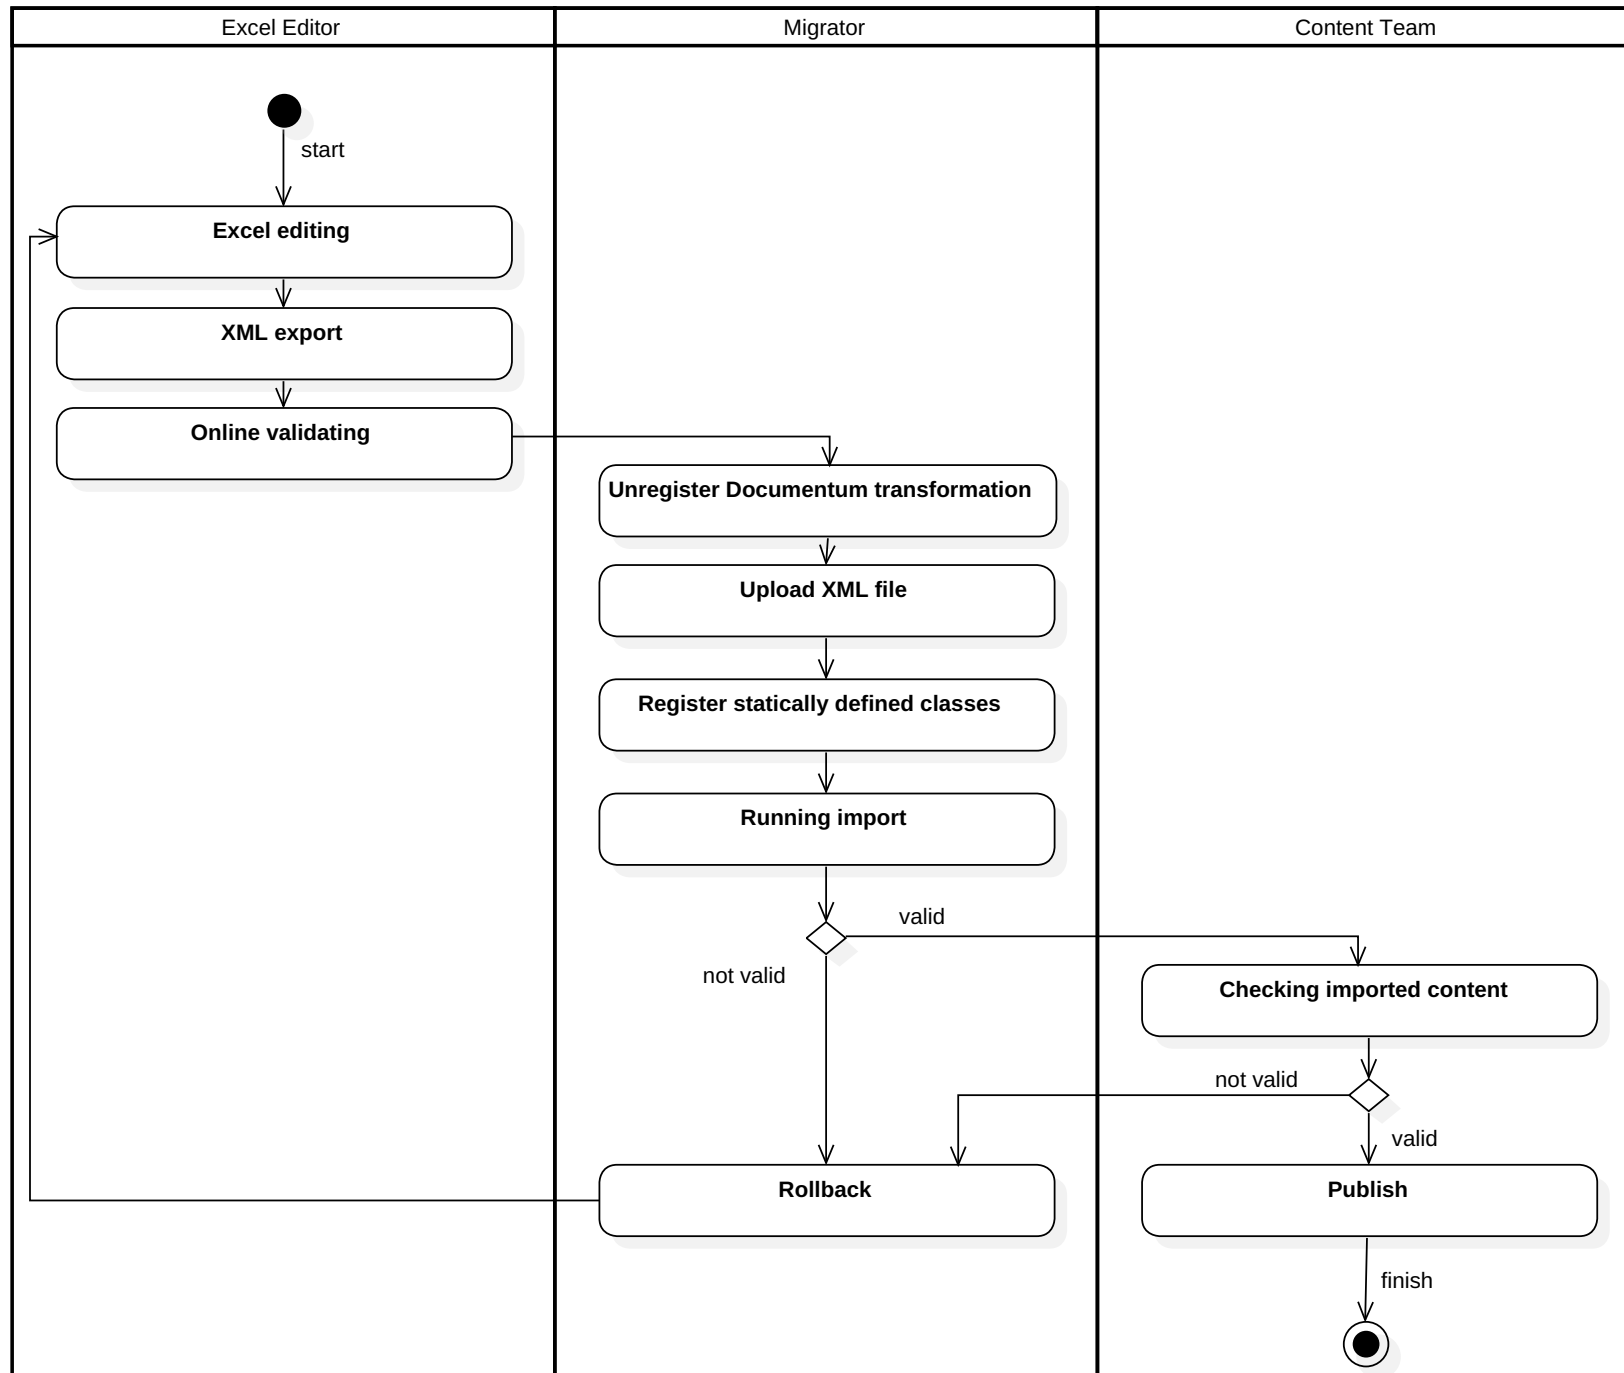 Excel Editor
Migrator
Content Team
start
Excel editing
XML export
Online validating
Unregister Documentum transformation
Upload XML file
Register statically defined classes
Running import
valid
not valid
Checking imported content
not valid
valid
Rollback
Publish
finish